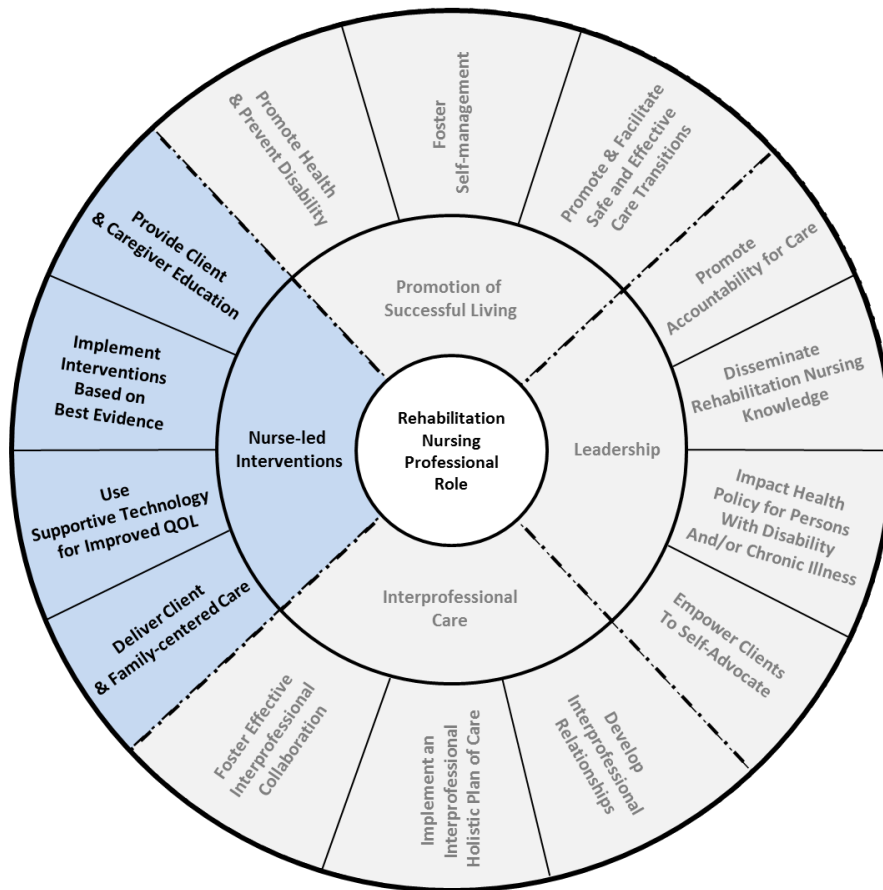 Promote Health
& Prevent Disability
Foster
Self-management
Promote & Facilitate
Safe and Effective
Care Transitions
Promote
Accountability for Care
Disseminate
Rehabilitation Nursing
Knowledge
Impact Health
Policy for Persons
With Disability
And/or Chronic Illness
Empower Clients
To Self-Advocate
Develop
Interprofessional
Relationships
Implement an
Interprofessional
Holistic Plan of Care
Foster Effective
Interprofessional
Collaboration
Deliver Client
& Family-centered Care
Use
Supportive Technology
for Improved QOL
Implement
Interventions
Based on
Best Evidence
Provide Client
& Caregiver Education
Promotion of
Successful Living
Leadership
Interprofessional
Care
Nurse-led
Interventions
Rehabilitation
Nursing
Professional
Role